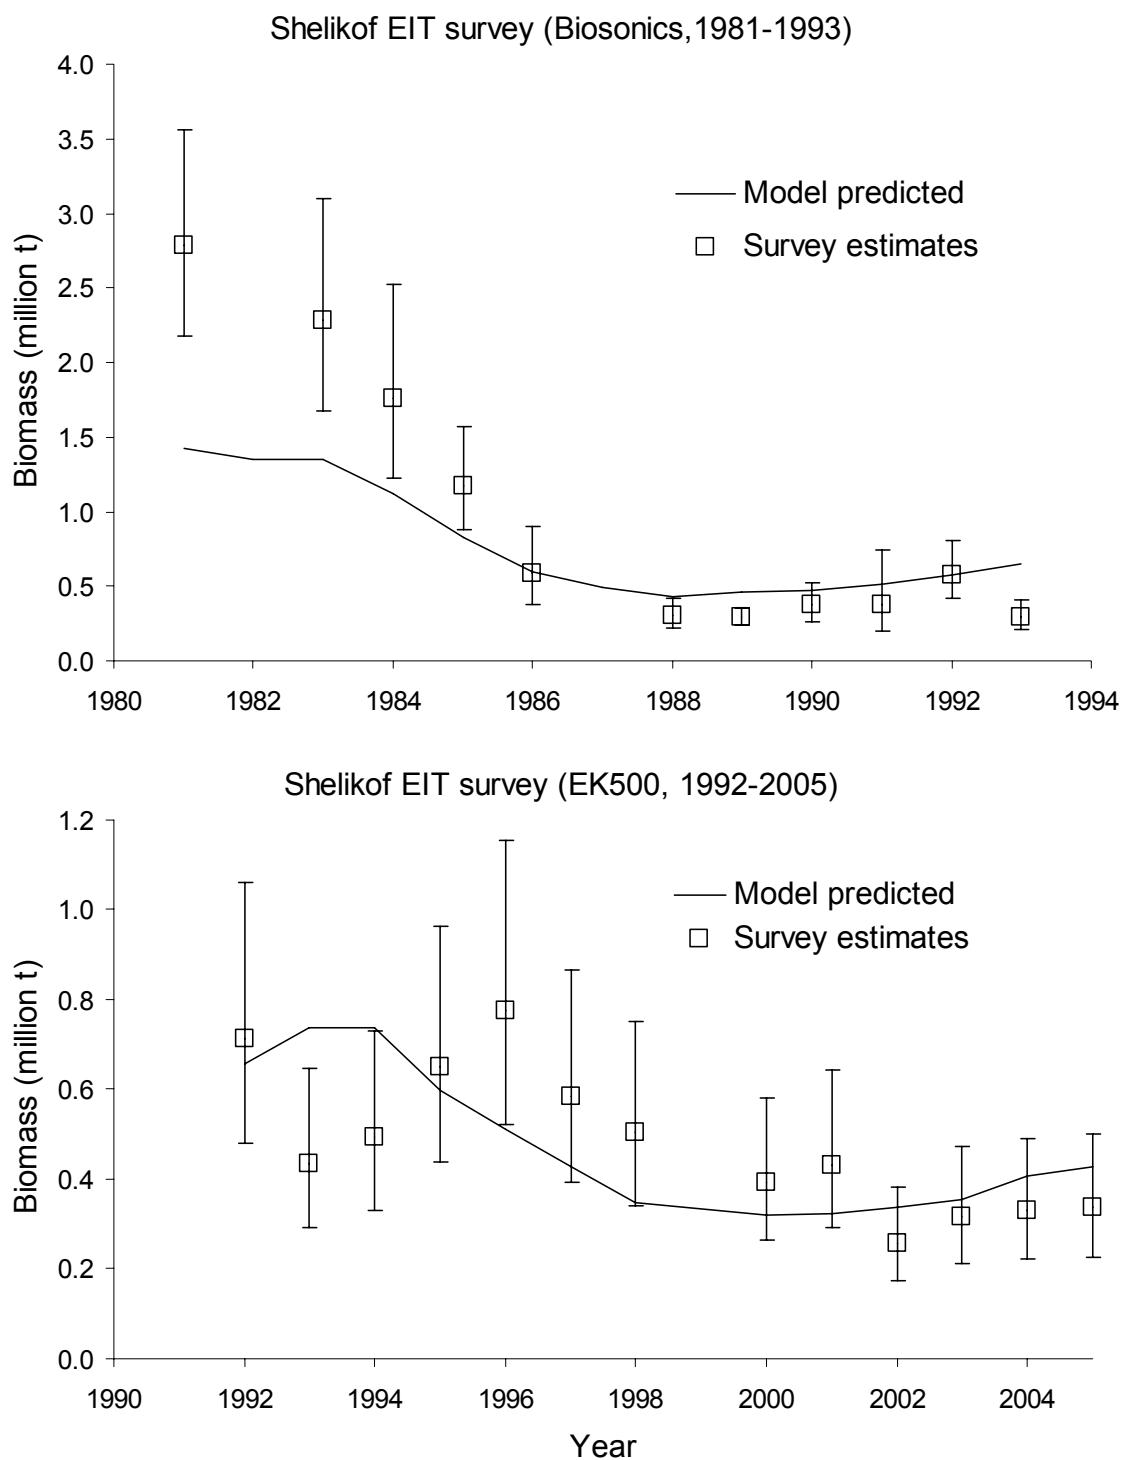 Shelikof EIT survey (Biosonics,1981-1993)
4.0
3.5
3.0
2.5
2.0
1.5
1.0
0.5
0.0
Biomass (million t)
Model predicted
Survey estimates
1980 1982 1984 1986 1988 1990 1992 1994
Shelikof EIT survey (EK500, 1992-2005)
1.2
1.0
0.8
0.6
0.4
0.2
0.0
Biomass (million t)
Model predicted
Survey estimates
1990 1992 1994 1996 1998 2000 2002 2004
Year